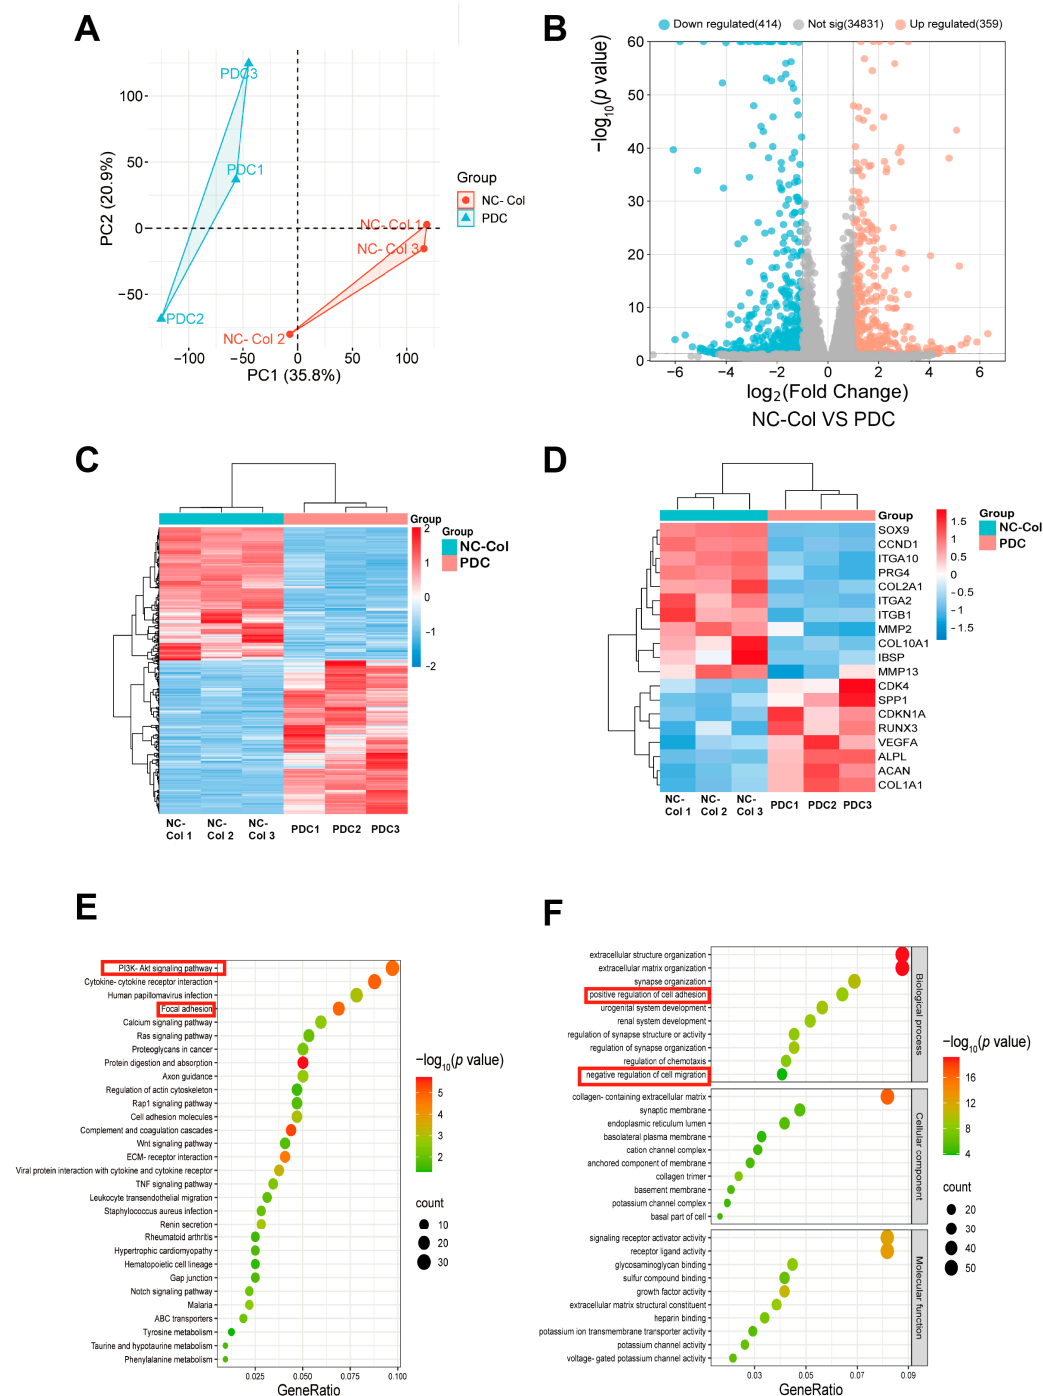 A
PDC3
PDC1
PDC2
NC- Col 1
NC- Col 3
NC- Col 2
100
50
0
−50
PC2 (20.9%)
−100
−50
0
50
100
PC1 (35.8%)
Group
NC- Col
PDC
B
Down regulated(414)
Not sig(34831)
Up regulated(359)
60
50
40
30
20
10
0
−log10(p value)
−6
−4
−2
0
2
4
6
log2(Fold Change)
NC-Col VS PDC
C
Group
2
1
0
−1
−2
Group
NC-Col
PDC
NC-Col 1
NC-Col 2
NC-Col 3
PDC1
PDC2
PDC3
D
Group
SOX9
CCND1
ITGA10
PRG4
COL2A1
ITGA2
ITGB1
MMP2
COL10A1
IBSP
MMP13
CDK4
SPP1
CDKN1A
RUNX3
VEGFA
ALPL
ACAN
COL1A1
1.5
1
0.5
0
- 0.5
- 1
- 1.5
Group
NC-Col
PDC
NC-Col 1
NC-Col 2
NC-Col 3
PDC1
PDC2
PDC3
E
PI3K- Akt signaling pathway
Cytokine- cytokine receptor interaction
Human papillomavirus infection
Focal adhesion
Calcium signaling pathway
Ras signaling pathway
Proteoglycans in cancer
Protein digestion and absorption
Axon guidance
Regulation of actin cytoskeleton
Rap1 signaling pathway
Cell adhesion molecules
Complement and coagulation cascades
Wnt signaling pathway
ECM- receptor interaction
Viral protein interaction with cytokine and cytokine receptor
TNF signaling pathway
Leukocyte transendothelial migration
Staphylococcus aureus infection
Renin secretion
Rheumatoid arthritis
Hypertrophic cardiomyopathy
Hematopoietic cell lineage
Gap junction
Notch signaling pathway
Malaria
ABC transporters
Tyrosine metabolism
Taurine and hypotaurine metabolism
Phenylalanine metabolism
0.025
0.050
0.075
0.100
GeneRatio
−log10(p value)
5
4
3
2
count
10
20
30
F
extracellular structure organization
extracellular matrix organization
synapse organization
positive regulation of cell adhesion
urogenital system development
renal system development
regulation of synapse structure or activity
regulation of synapse organization
regulation of chemotaxis
negative regulation of cell migration
Biological process
collagen- containing extracellular matrix
synaptic membrane
endoplasmic reticulum lumen
basolateral plasma membrane
cation channel complex
anchored component of membrane
collagen trimer
basement membrane
potassium channel complex
basal part of cell
Cellular component
signaling receptor activator activity
receptor ligand activity
glycosaminoglycan binding
sulfur compound binding
growth factor activity
extracellular matrix structural constituent
heparin binding
potassium ion transmembrane transporter activity
potassium channel activity
voltage- gated potassium channel activity
Molecular function
0.03
0.05
0.07
0.09
GeneRatio
−log10(p value)
16
12
8
4
count
20
30
40
50